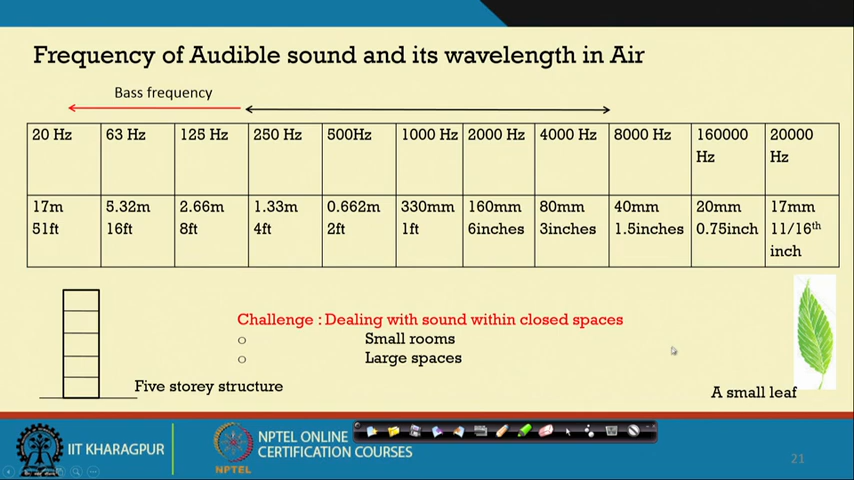 Frequency of Audible sound and its wavelength in Air
Bass frequency
20 Hz 63 Hz 125 Hz 250 Hz 500Hz 1000 Hz 2000 Hz 4000 Hz 8000 Hz 160000 Hz 20000 Hz
17m 5.32m 2.66m 1.33m 0.662m 330mm 160mm 80mm 40mm 20mm 17mm
51ft 16ft 8ft 4ft 2ft 1ft 6inches 3inches 1.5inches 0.75inch 11/16th inch
Challenge : Dealing with sound within closed spaces
o Small rooms
o Large spaces
Five storey structure
A small leaf
IIT KHARAGPUR
NPTEL
NPTEL ONLINE
CERTIFICATION COURSES
21